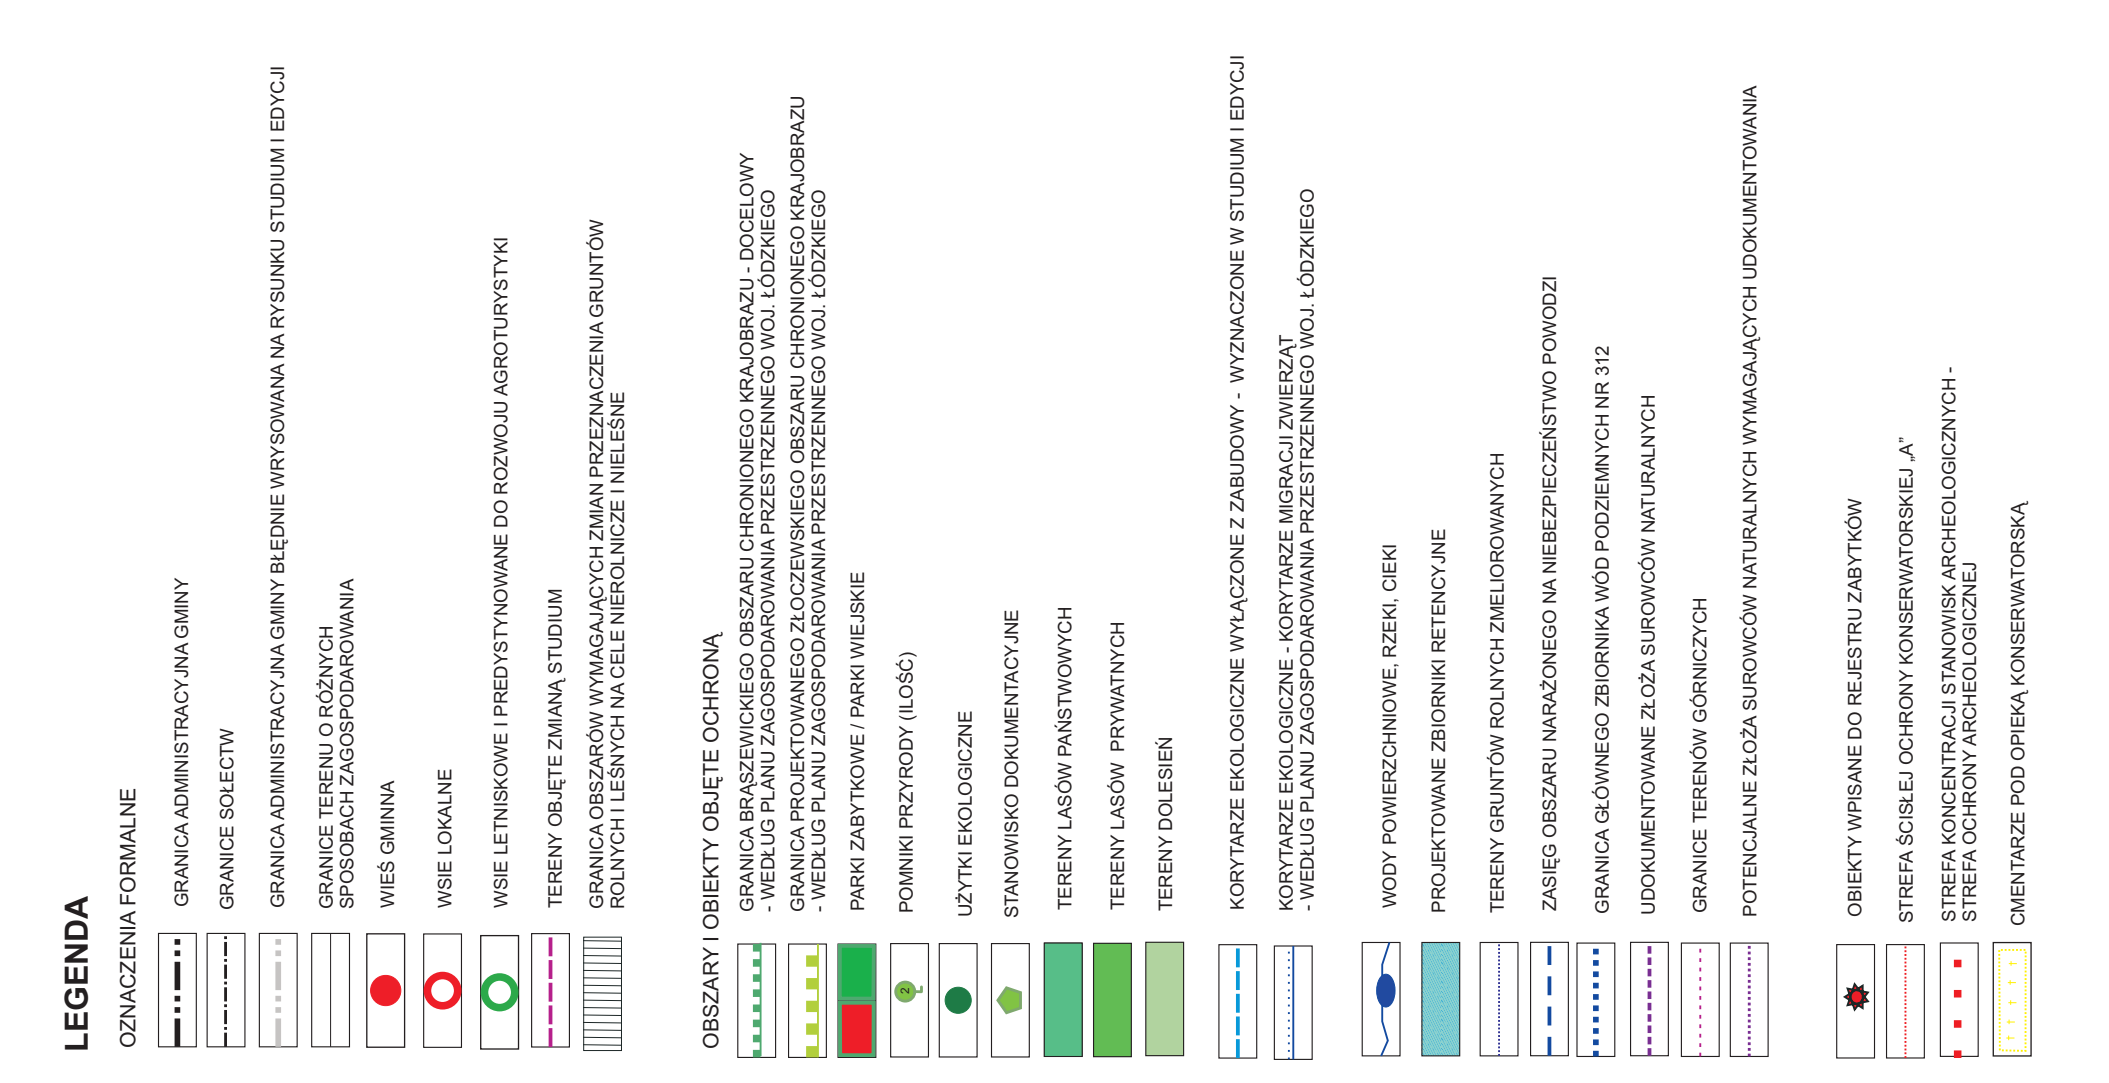 LEGENDA
OZNACZENIA FORMALNE
GRANICA ADMINISTRACYJNA GMINY
GRANICE SOŁECTW
GRANICA ADMINISTRACYJNA GMINY BŁĘDNIE WRYSOWANA NA RYSUNKU STUDIUM I EDYCJI
GRANICE TERENU O RÓŻNYCH
SPOSOBACH ZAGOSPODAROWANIA
WIEŚ GMINNA
WSIE LOKALNE
WSIE LETNISKOWE I PREDYSTYNOWANE DO ROZWOJU AGROTURYSTYKI
TERENY OBJĘTE ZMIANĄ STUDIUM
GRANICA OBSZARÓW WYMAGAJĄCYCH ZMIAN PRZEZNACZENIA GRUNTÓW
ROLNYCH I LEŚNYCH NA CELE NIEROLNICZE I NIELEŚNE
OBSZARY I OBIEKTY OBJĘTE OCHRONĄ
GRANICA BRĄSZEWICKIEGO OBSZARU CHRONIONEGO KRAJOBRAZU - DOCELOWY
- WEDŁUG PLANU ZAGOSPODAROWANIA PRZESTRZENNEGO WOJ. ŁÓDZKIEGO
GRANICA PROJEKTOWANEGO ZŁOCZEWSKIEGO OBSZARU CHRONIONEGO KRAJOBRAZU
- WEDŁUG PLANU ZAGOSPODAROWANIA PRZESTRZENNEGO WOJ. ŁÓDZKIEGO
PARKI ZABYTKOWE / PARKI WIEJSKIE
2
POMNIKI PRZYRODY (ILOŚĆ)
UŻYTKI EKOLOGICZNE
STANOWISKO DOKUMENTACYJNE
TERENY LASÓW PAŃSTWOWYCH
TERENY LASÓW PRYWATNYCH
TERENY DOLESIEŃ
KORYTARZE EKOLOGICZNE WYŁĄCZONE Z ZABUDOWY - WYZNACZONE W STUDIUM I EDYCJI
KORYTARZE EKOLOGICZNE - KORYTARZE MIGRACJI ZWIERZĄT
- WEDŁUG PLANU ZAGOSPODAROWANIA PRZESTRZENNEGO WOJ. ŁÓDZKIEGO
WODY POWIERZCHNIOWE, RZEKI, CIEKI
PROJEKTOWANE ZBIORNIKI RETENCYJNE
TERENY GRUNTÓW ROLNYCH ZMELIOROWANYCH
ZASIĘG OBSZARU NARAŻONEGO NA NIEBEZPIECZEŃSTWO POWODZI
GRANICA GŁÓWNEGO ZBIORNIKA WÓD PODZIEMNYCH NR 312
UDOKUMENTOWANE ZŁOŻA SUROWCÓW NATURALNYCH
GRANICE TERENÓW GÓRNICZYCH
POTENCJALNE ZŁOŻA SUROWCÓW NATURALNYCH WYMAGAJĄCYCH UDOKUMENTOWANIA
OBIEKTY WPISANE DO REJESTRU ZABYTKÓW
STREFA ŚCISŁEJ OCHRONY KONSERWATORSKIEJ „A”
STREFA KONCENTRACJI STANOWISK ARCHEOLOGICZNYCH -
STREFA OCHRONY ARCHEOLOGICZNEJ
CMENTARZE POD OPIEKĄ KONSERWATORSKĄ